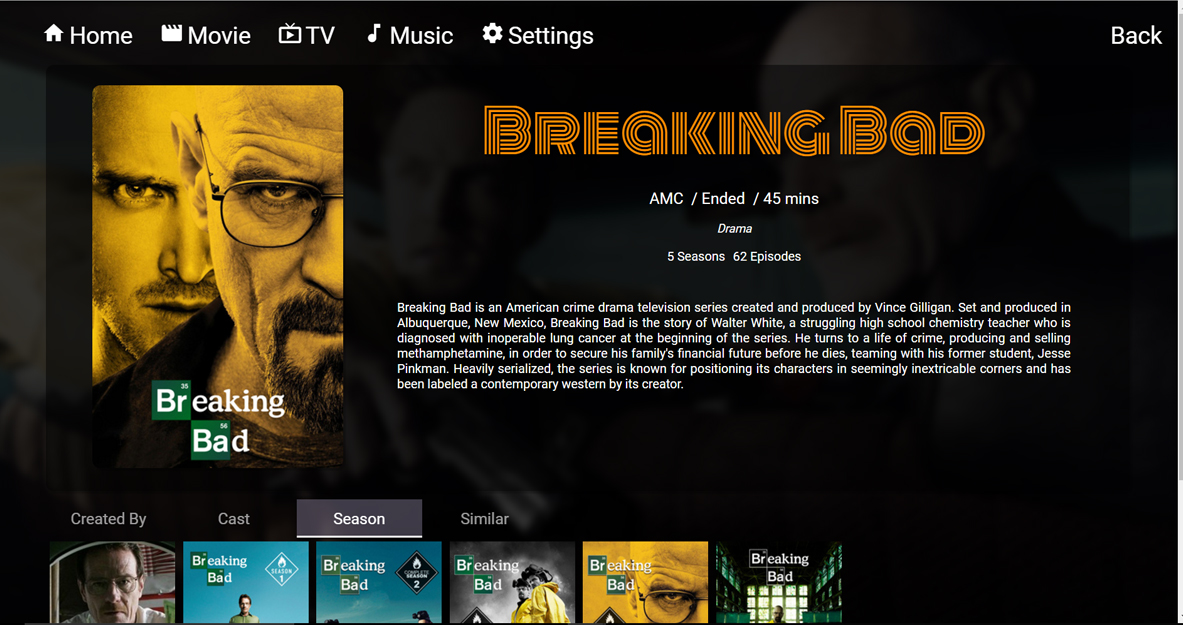 Home Movie TV Music Settings Back
Breaking Bad
AMC / Ended / 45 mins
Drama
5 Seasons 62 Episodes
Breaking Bad is an American crime drama television series created and produced by Vince Gilligan. Set and produced in
Albuquerque, New Mexico, Breaking Bad is the story of Walter White, a struggling high school chemistry teacher who is
diagnosed with inoperable lung cancer at the beginning of the series. He turns to a life of crime, producing and selling
methamphetamine, in order to secure his family's financial future before he dies, teaming with his former student, Jesse
Pinkman. Heavily serialized, the series is known for positioning its characters in seemingly inextricable corners and has
been labeled a contemporary western by its creator.
35
Breaking
56
Bad
Created By Cast Season Similar
Breaking
Bad
SEASON
1
Breaking
Bad
COMPLETE
SEASON
2
Breaking
Bad
Breaking
Bad
Breaking
Bad